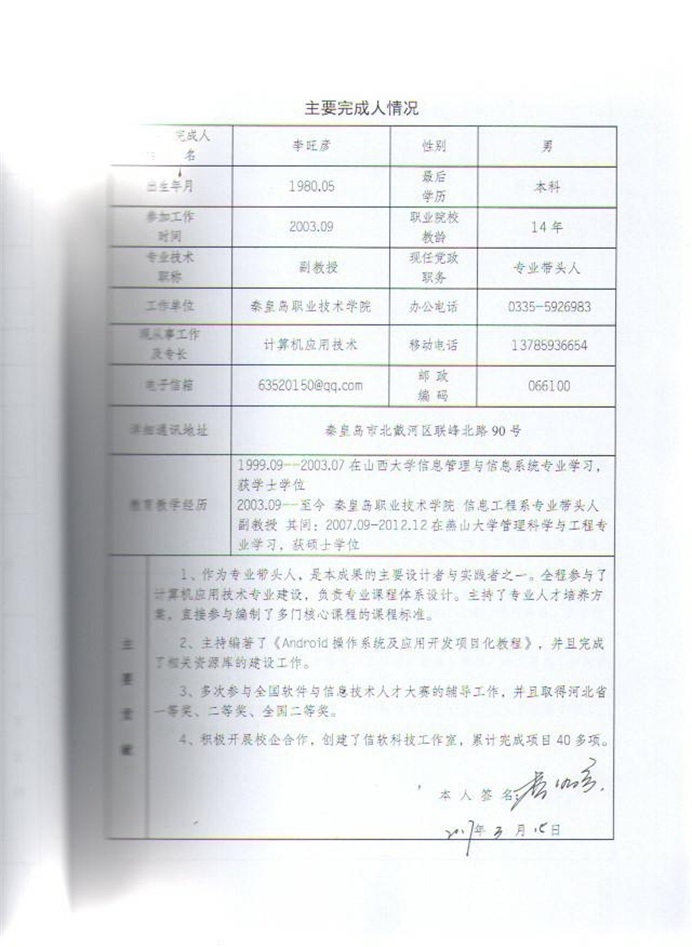 主要完成人情况
完成人 李旺彦 性别 男
名
出生年月 1980.05 最后 本科
学历
参加工作 2003.09 职业院校 14年
时间 教龄
专业技术 副教授 现任党政 专业带头人
职称 职务
工作单位 秦皇岛职业技术学院 办公电话 0335-5926983
现从事工作 计算机应用技术 移动电话 13785936654
及专长
电子信箱 63520150@qq.com 邮政 066100
编码
详细通讯地址 秦皇岛市北戴河区联峰北路90号
1999.09--2003.07在山西大学信息管理与信息系统专业学习，
获学士学位
教育教学经历 2003.09--至今 秦皇岛职业技术学院 信息工程系专业带头人
副教授 其间：2007.09-2012.12在燕山大学管理科学与工程专
业学习，获硕士学位
1、作为专业带头人，是本成果的主要设计者与实践者之一。全程参与了
计算机应用技术专业建设，负责专业课程体系设计。主持了专业人才培养方
案，直接参与编制了多门核心课程的课程标准。
主 2、主持编著了《Android操作系统及应用开发项目化教程》，并且完成
了相关资源库的建设工作。
要
3、多次参与全国软件与信息技术人才大赛的辅导工作，并且取得河北省
贡 一等奖、二等奖、全国二等奖。
献 4、积极开展校企合作，创建了信软科技工作室，累计完成项目40多项。
本人签名：
2017年3月15日